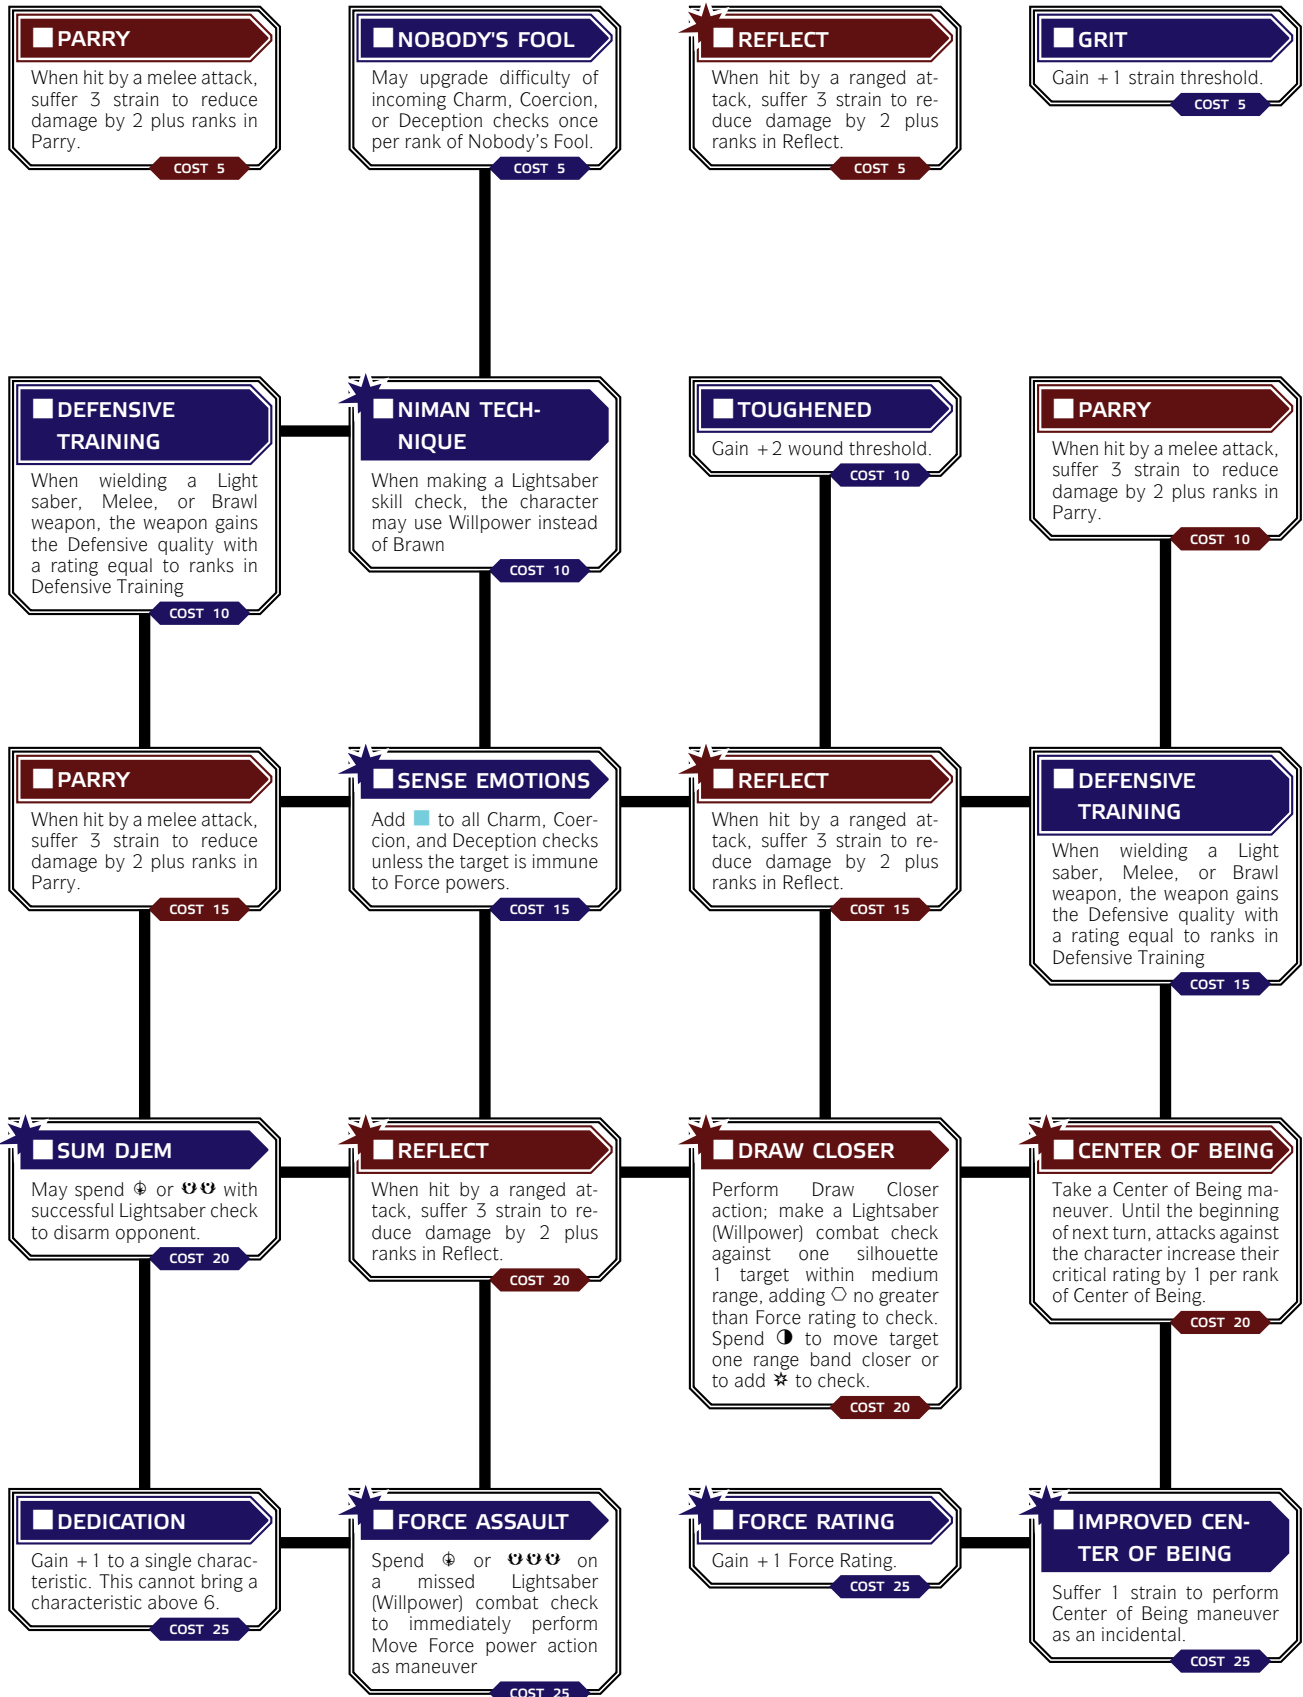 PARRY
When hit by a melee attack,
suffer 3 strain to reduce
damage by 2 plus ranks in
Parry.
COST 5
NOBODY'S FOOL
May upgrade difficulty of
incoming Charm, Coercion,
or Deception checks once
per rank of Nobody's Fool.
COST 5
REFLECT
When hit by a ranged at-
tack, suffer 3 strain to re-
duce damage by 2 plus
ranks in Reflect.
COST 5
GRIT
Gain +1 strain threshold.
COST 5
DEFENSIVE
TRAINING
When wielding a Light
saber, Melee, or Brawl
weapon, the weapon gains
the Defensive quality with
a rating equal to ranks in
Defensive Training
COST 10
NIMAN TECH-
NIQUE
When making a Lightsaber
skill check, the character
may use Willpower instead
of Brawn
COST 10
TOUGHENED
Gain +2 wound threshold.
COST 10
PARRY
When hit by a melee attack,
suffer 3 strain to reduce
damage by 2 plus ranks in
Parry.
COST 10
PARRY
When hit by a melee attack,
suffer 3 strain to reduce
damage by 2 plus ranks in
Parry.
COST 15
SENSE EMOTIONS
Add to all Charm, Coer-
cion, and Deception checks
unless the target is immune
to Force powers.
COST 15
REFLECT
When hit by a ranged at-
tack, suffer 3 strain to re-
duce damage by 2 plus
ranks in Reflect.
COST 15
DEFENSIVE
TRAINING
When wielding a Light
saber, Melee, or Brawl
weapon, the weapon gains
the Defensive quality with
a rating equal to ranks in
Defensive Training
COST 15
SUM DJEM
May spend or with
successful Lightsaber check
to disarm opponent.
COST 20
REFLECT
When hit by a ranged at-
tack, suffer 3 strain to re-
duce damage by 2 plus
ranks in Reflect.
COST 20
DRAW CLOSER
Perform Draw Closer
action; make a Lightsaber
(Willpower) combat check
against one silhouette
1 target within medium
range, adding no greater
than Force rating to check.
Spend to move target
one range band closer or
to add to check.
COST 20
CENTER OF BEING
Take a Center of Being ma-
neuver. Until the beginning
of next turn, attacks against
the character increase their
critical rating by 1 per rank
of Center of Being.
COST 20
DEDICATION
Gain +1 to a single charac-
teristic. This cannot bring a
characteristic above 6.
COST 25
FORCE ASSAULT
Spend or on
a missed Lightsaber
(Willpower) combat check
to immediately perform
Move Force power action
as maneuver
COST 25
FORCE RATING
Gain +1 Force Rating.
COST 25
IMPROVED CEN-
TER OF BEING
Suffer 1 strain to perform
Center of Being maneuver
as an incidental.
COST 25